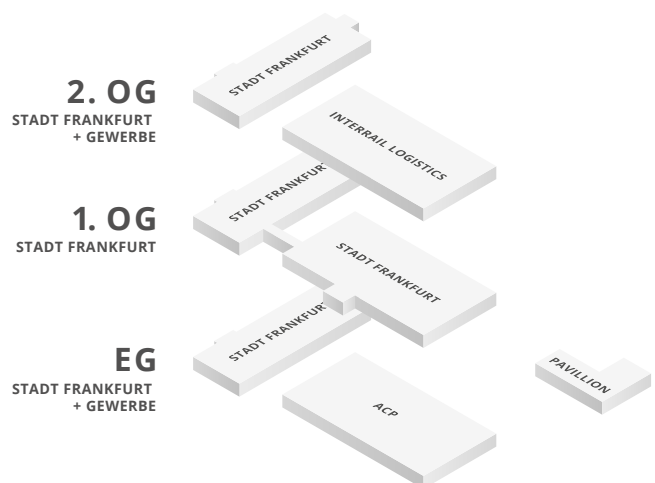 2. OG
STADT FRANKFURT
+ GEWERBE
STADT FRANKFURT
INTERRAIL LOGISTICS
1. OG
STADT FRANKFURT
STADT FRANKFURT
STADT FRANKFURT
EG
STADT FRANKFURT
+ GEWERBE
STADT FRANKFURT
ACP
PAVILLION